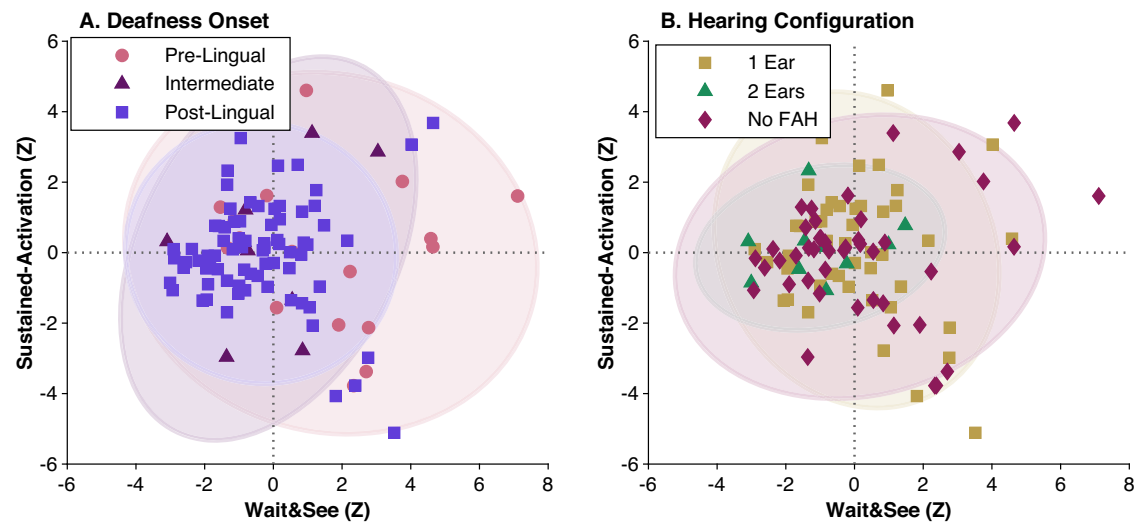 A. Deafness Onset
Pre-Lingual
Intermediate
Post-Lingual
6
4
2
0
-2
-4
-6
Sustained-Activation (Z)
-6 -4 -2 0 2 4 6 8
Wait&See (Z)
B. Hearing Configuration
1 Ear
2 Ears
No FAH
6
4
2
0
-2
-4
-6
Sustained-Activation (Z)
-6 -4 -2 0 2 4 6 8
Wait&See (Z)